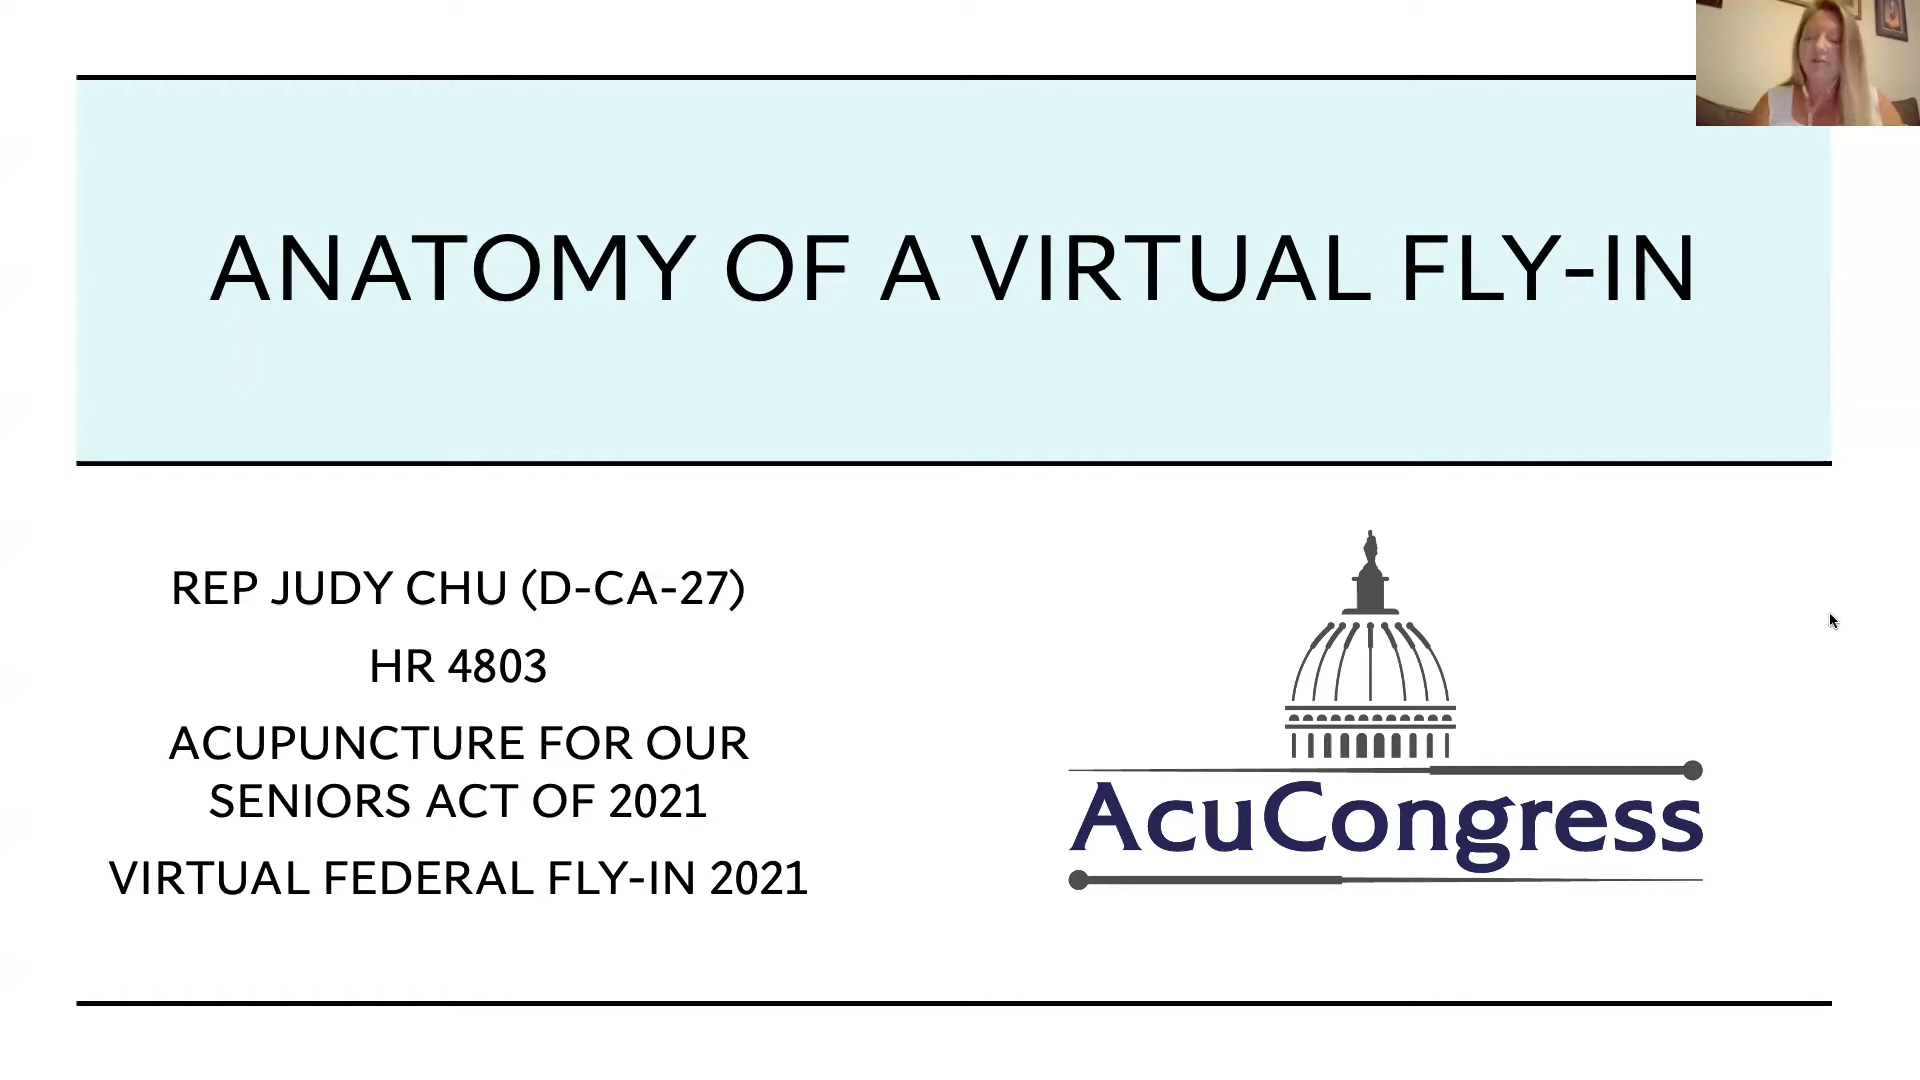 ANATOMY OF A VIRTUAL FLY-IN
REP JUDY CHU (D-CA-27)
HR 4803
ACUPUNCTURE FOR OUR
SENIORS ACT OF 2021
VIRTUAL FEDERAL FLY-IN 2021
AcuCongress